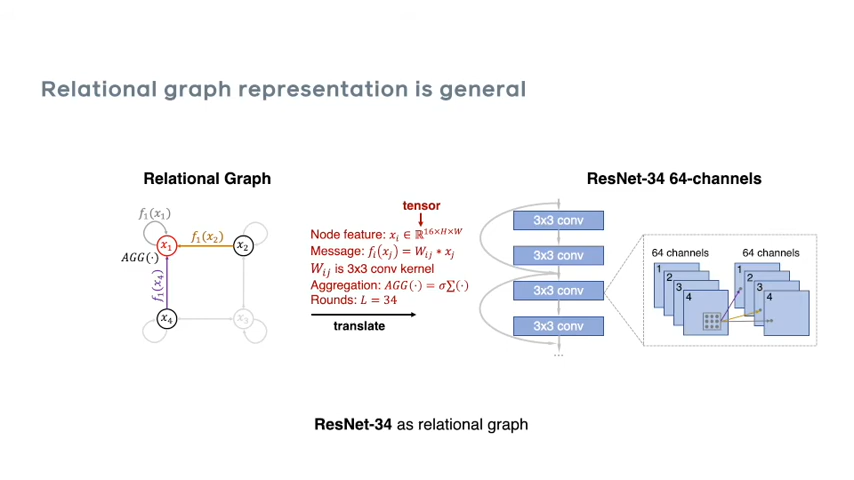 Relational graph representation is general
Relational Graph
ResNet-34 64-channels
f₁(x₁)
f₁(x₂)
x₁
x₂
AGG(·)
f₁(x₄)
x₄
x₃
tensor
Node feature: xᵢ ∈ ℝ^{16×H×W}
Message: fᵢ(xⱼ) = Wᵢⱼ * xⱼ
Wᵢⱼ is 3x3 conv kernel
Aggregation: AGG(·) = σ∑(·)
Rounds: L = 34
translate
3x3 conv
3x3 conv
3x3 conv
3x3 conv
...
64 channels
64 channels
1
2
3
4
1
2
3
4
ResNet-34 as relational graph